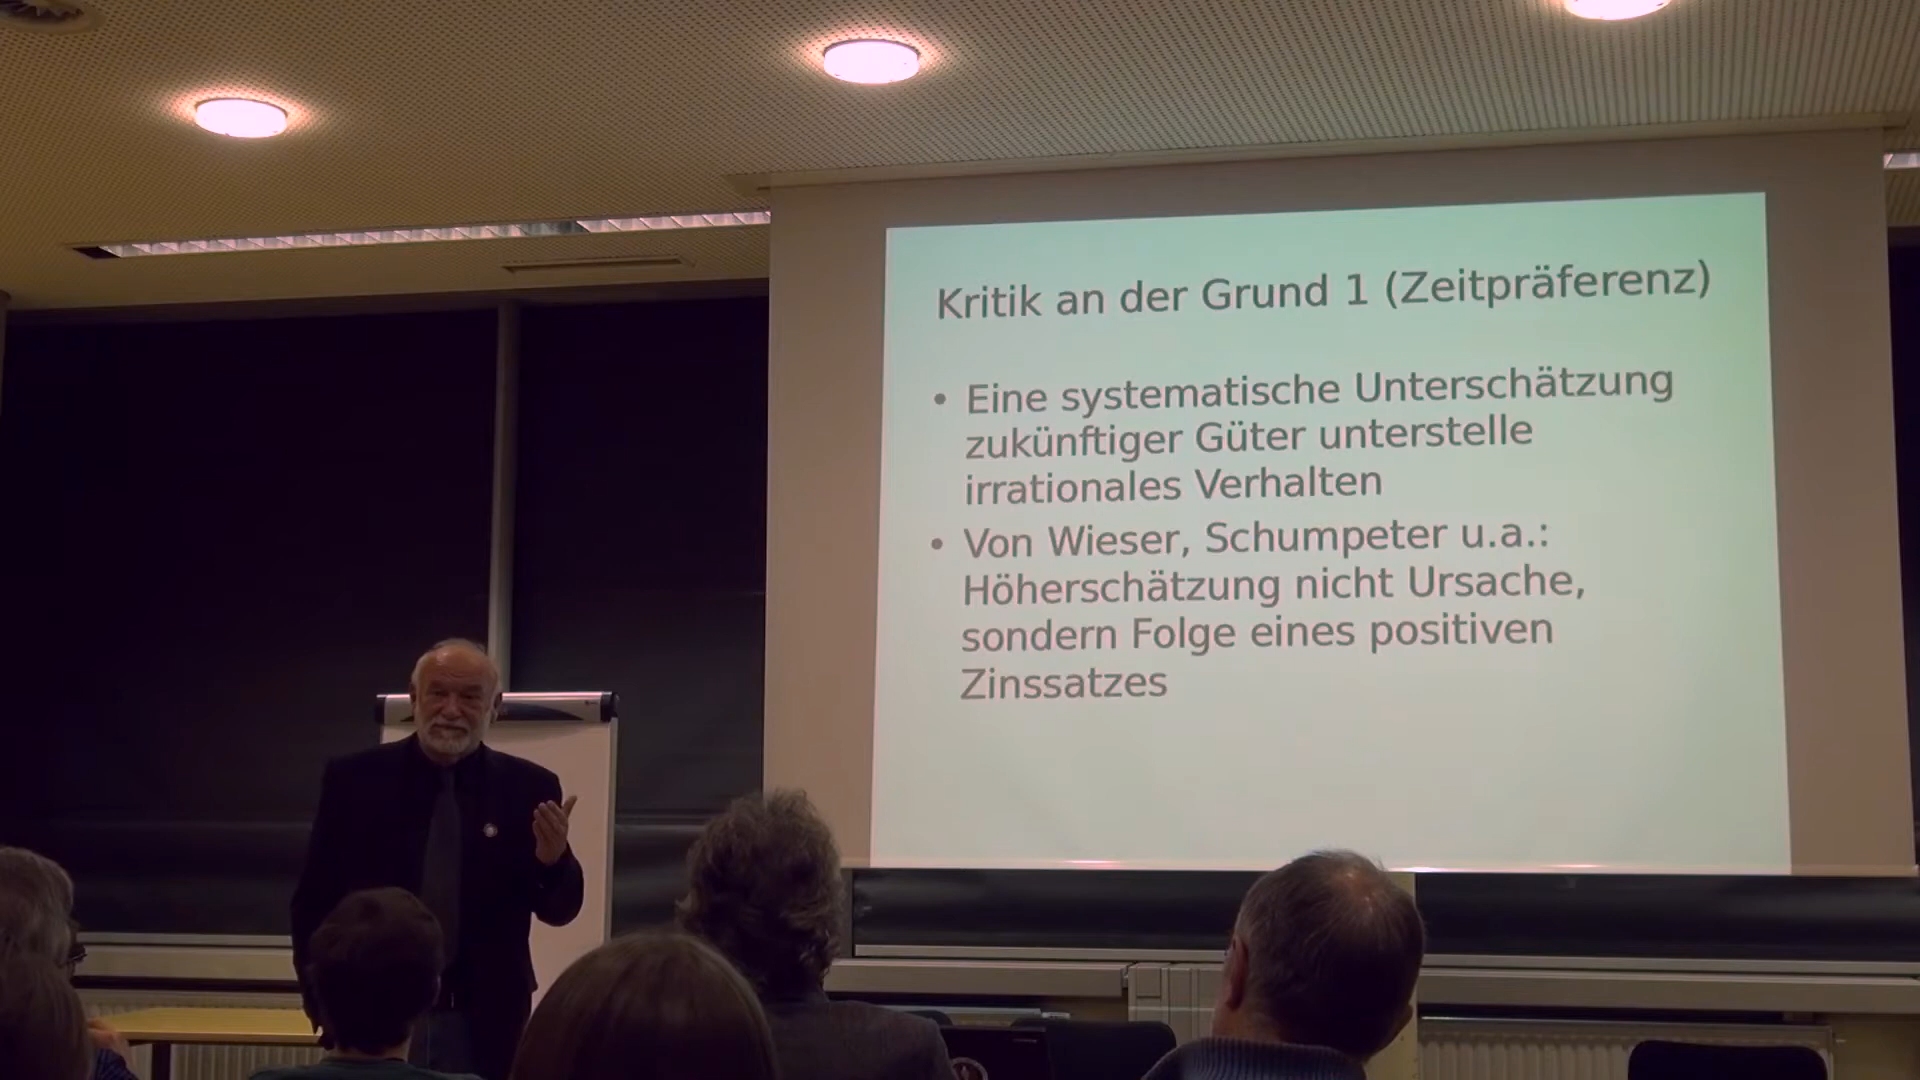 Kritik an der Grund 1 (Zeitpräferenz)
• Eine systematische Unterschätzung
zukünftiger Güter unterstelle
irrationales Verhalten
• Von Wieser, Schumpeter u.a.:
Höherschätzung nicht Ursache,
sondern Folge eines positiven
Zinssatzes